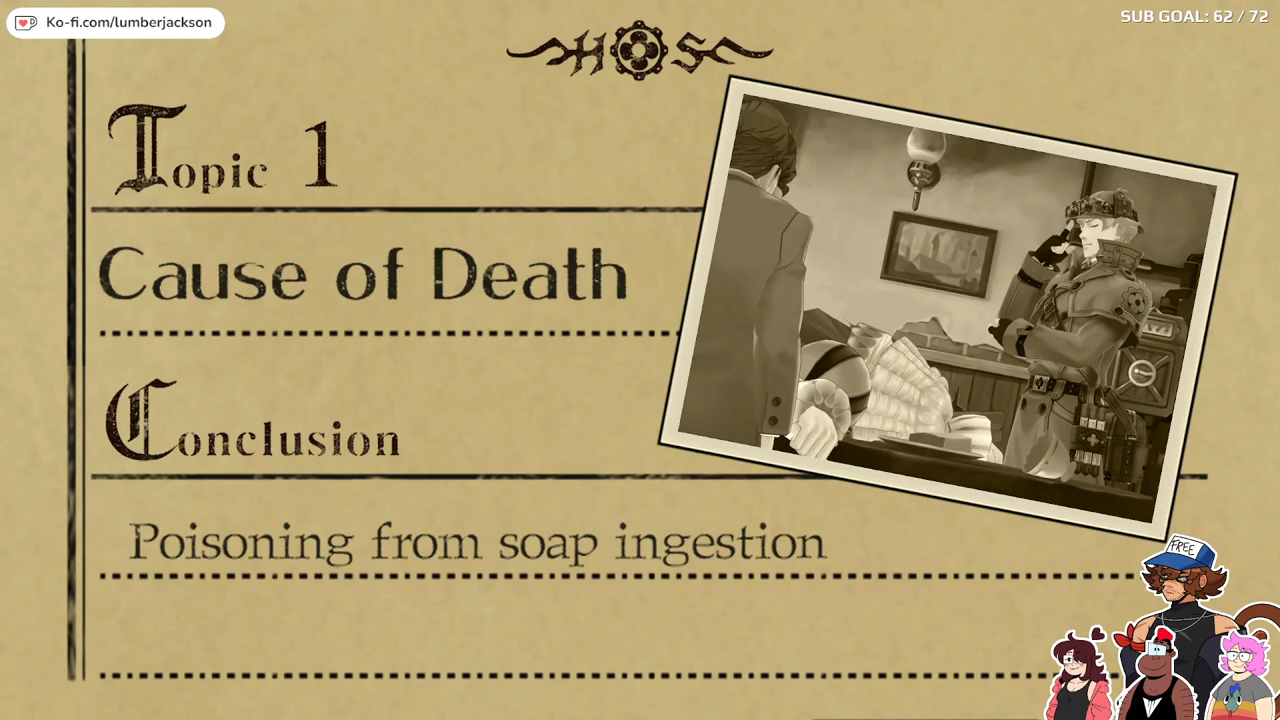 Ko-fi.com/lumberjackson
SUB GOAL: 62 / 72
H S
Topic 1
Cause of Death
Conclusion
Poisoning from soap ingestion
FREE